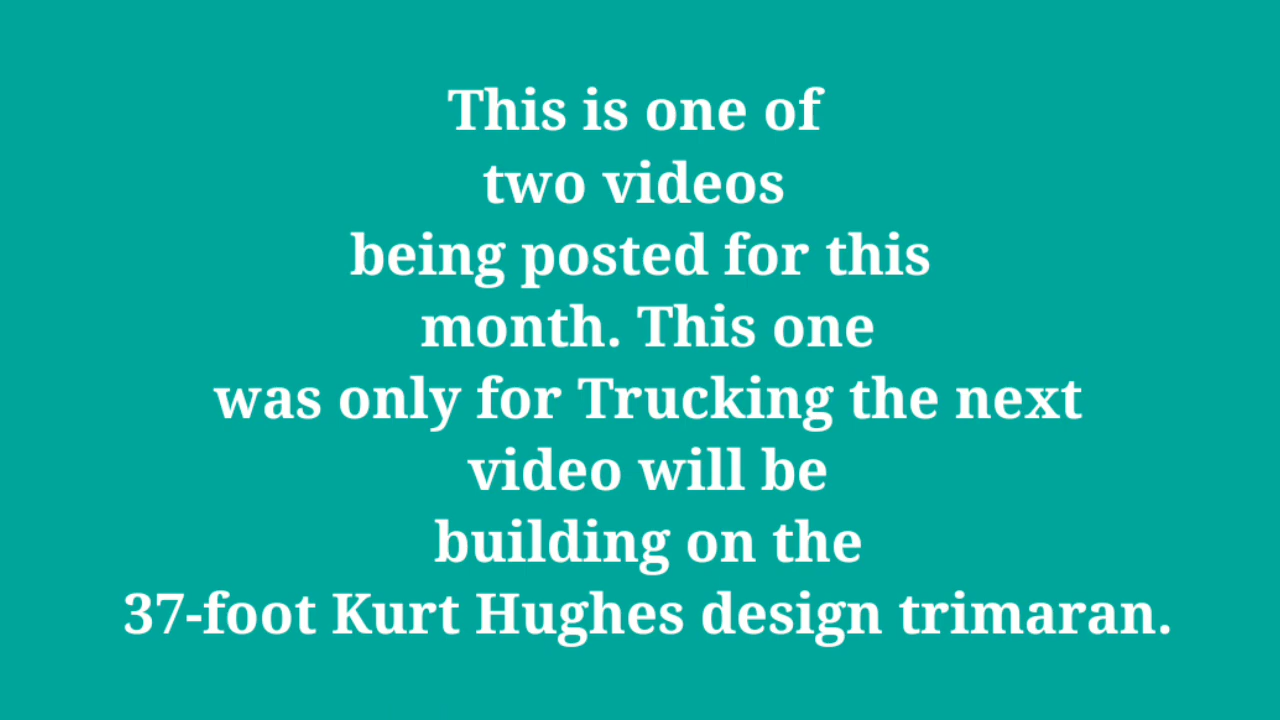 This is one of
two videos
being posted for this
month. This one
was only for Trucking the next
video will be
building on the
37-foot Kurt Hughes design trimaran.